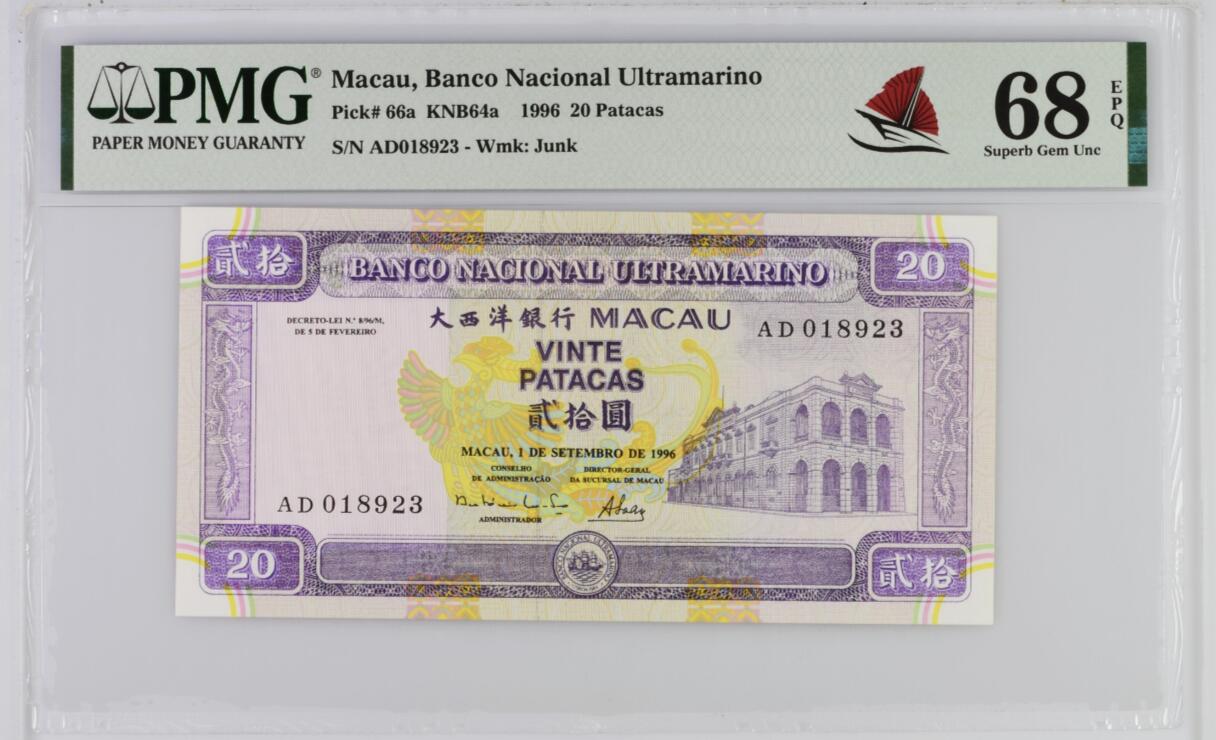 PMG®
PAPER MONEY GUARANTY
Macau, Banco Nacional Ultramarino
Pick# 66a KNB64a 1996 20 Patacas
S/N AD018923 - Wmk: Junk
68
EPQ
Superb Gem Unc
貳拾
BANCO NACIONAL ULTRAMARINO
20
DECRETO-LEI N.º 8/96/M,
DE 5 DE FEVEREIRO
大西洋銀行 MACAU
AD 018923
VINTE
PATACAS
貳拾圓
MACAU, 1 DE SETEMBRO DE 1996
CONSELHO
DE ADMINISTRAÇÃO
DIRECTOR-GERAL
DA SUCURSAL DE MACAU
AD 018923
ADMINISTRADOR
20
BANCO NACIONAL ULTRAMARINO
貳拾